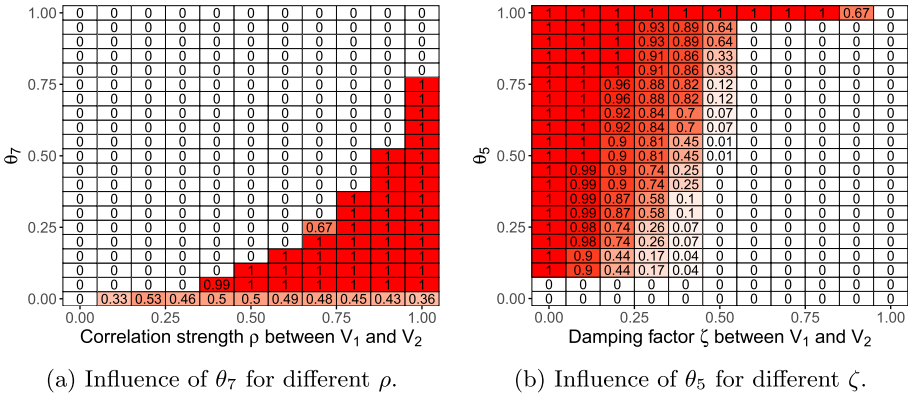 1.00 0 0 0 0 0 0 0 0 0 0 0
0 0 0 0 0 0 0 0 0 0 0
0 0 0 0 0 0 0 0 0 0 0
0 0 0 0 0 0 0 0 0 0 0
0 0 0 0 0 0 0 0 0 0 0
0.75 0 0 0 0 0 0 0 0 0 0 1
0 0 0 0 0 0 0 0 0 0 1
0 0 0 0 0 0 0 0 0 0 1
0 0 0 0 0 0 0 0 0 0 1
0 0 0 0 0 0 0 0 0 0 1
0.50 0 0 0 0 0 0 0 0 0 1 1
0 0 0 0 0 0 0 0 0 1 1
0 0 0 0 0 0 0 0 0 1 1
0 0 0 0 0 0 0 0 1 1 1
0 0 0 0 0 0 0 0 1 1 1
0.25 0 0 0 0 0 0 0 0.67 1 1 1
0 0 0 0 0 0 0 1 1 1 1
0 0 0 0 0 0 1 1 1 1 1
0 0 0 0 0 1 1 1 1 1 1
0 0 0 0 0.99 1 1 1 1 1 1
0.00 0 0.33 0.53 0.46 0.5 0.5 0.49 0.48 0.45 0.43 0.36
θ7
0.00 0.25 0.50 0.75 1.00
Correlation strength ρ between V1 and V2
(a) Influence of θ7 for different ρ.
1.00 1 1 1 1 1 1 1 1 1 0.67 0
1 1 1 0.93 0.89 0.64 0 0 0 0 0
1 1 1 0.93 0.89 0.64 0 0 0 0 0
1 1 1 0.91 0.86 0.33 0 0 0 0 0
1 1 1 0.91 0.86 0.33 0 0 0 0 0
0.75 1 1 0.96 0.88 0.82 0.12 0 0 0 0 0
1 1 0.96 0.88 0.82 0.12 0 0 0 0 0
1 1 0.92 0.84 0.7 0.07 0 0 0 0 0
1 1 0.92 0.84 0.7 0.07 0 0 0 0 0
1 1 0.9 0.81 0.45 0.01 0 0 0 0 0
0.50 1 1 0.9 0.81 0.45 0.01 0 0 0 0 0
1 0.99 0.9 0.74 0.25 0 0 0 0 0 0
1 0.99 0.9 0.74 0.25 0 0 0 0 0 0
1 0.99 0.87 0.58 0.1 0 0 0 0 0 0
1 0.99 0.87 0.58 0.1 0 0 0 0 0 0
0.25 1 0.98 0.74 0.26 0.07 0 0 0 0 0 0
1 0.98 0.74 0.26 0.07 0 0 0 0 0 0
1 0.9 0.44 0.17 0.04 0 0 0 0 0 0
1 0.9 0.44 0.17 0.04 0 0 0 0 0 0
0 0 0 0 0 0 0 0 0 0 0
0.00 0 0 0 0 0 0 0 0 0 0 0
θ5
0.00 0.25 0.50 0.75 1.00
Damping factor ζ between V1 and V2
(b) Influence of θ5 for different ζ.